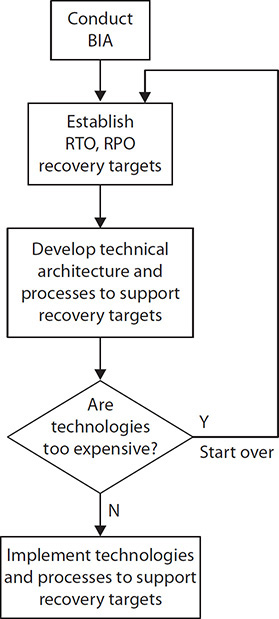 Conduct
BIA
Establish
RTO, RPO
recovery targets
Develop technical
architecture and
processes to support
recovery targets
Are
technologies
too expensive?
Y
Start over
N
Implement technologies
and processes to support
recovery targets